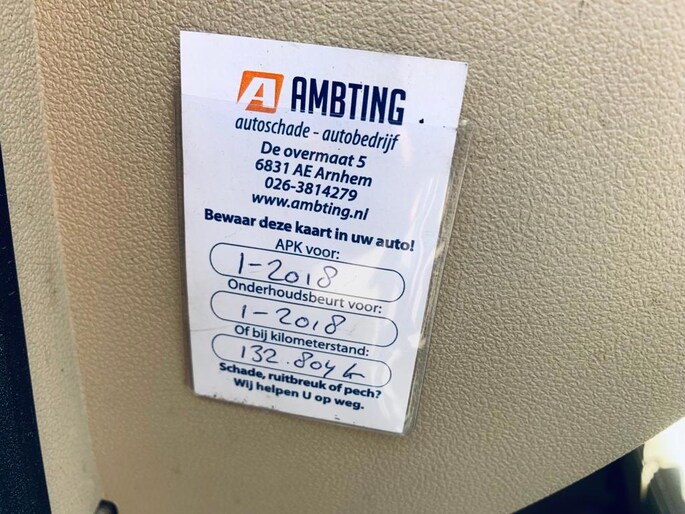 A AMBTING
autoschade - autobedrijf
De overmaat 5
6831 AE Arnhem
026-3814279
www.ambting.nl
Bewaar deze kaart in uw auto!
APK voor:
1-2018
Onderhoudsbeurt voor:
1-2018
Of bij kilometerstand:
132.804
Schade, ruitbreuk of pech?
Wij helpen U op weg.